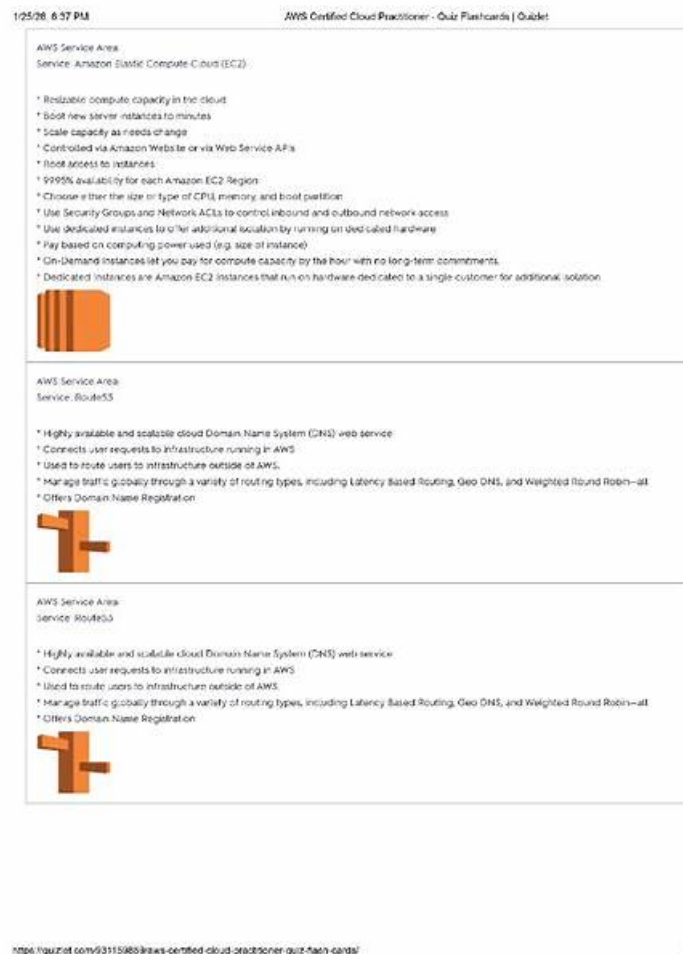 1/25/26, 6:37 PM
AWS Certified Cloud Practitioner - Quiz Flashcards | Quizlet
AWS Service Area
Service: Amazon Elastic Compute Cloud (EC2)
* Resizable compute capacity in the cloud
* Boot new server instances to minutes
* Scale capacity as needs change
* Controlled via Amazon Website or via Web Service APIs
* Root access to instances
* 99.95% availability for each Amazon EC2 Region
* Choose either the size or type of CPU, memory, and boot partition
* Use Security Groups and Network ACLs to control inbound and outbound network access
* Use dedicated instances to offer additional isolation by running on dedicated hardware
* Pay based on computing power used (e.g. size of instance)
* On-Demand Instances let you pay for compute capacity by the hour with no long-term commitments.
* Dedicated Instances are Amazon EC2 Instances that run on hardware dedicated to a single customer for additional isolation
AWS Service Area
Service: Route53
* Highly available and scalable cloud Domain Name System (DNS) web service
* Connects user requests to infrastructure running in AWS
* Used to route users to infrastructure outside of AWS.
* Manage traffic globally through a variety of routing types, including Latency Based Routing, Geo DNS, and Weighted Round Robin—all
* Offers Domain Name Registration
AWS Service Area
Service: Route53
* Highly available and scalable cloud Domain Name System (DNS) web service
* Connects user requests to infrastructure running in AWS
* Used to route users to infrastructure outside of AWS.
* Manage traffic globally through a variety of routing types, including Latency Based Routing, Geo DNS, and Weighted Round Robin—all
* Offers Domain Name Registration